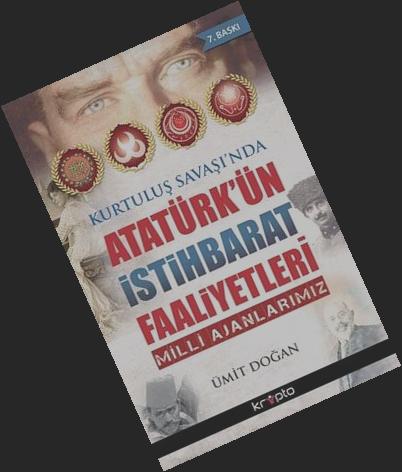 7. BASKI
KURTULUŞ SAVAŞI'NDA
ATATÜRK'ÜN
İSTİHBARAT
FAALİYETLERİ
MİLLİ AJANLARIMIZ
ÜMİT DOĞAN
kripto